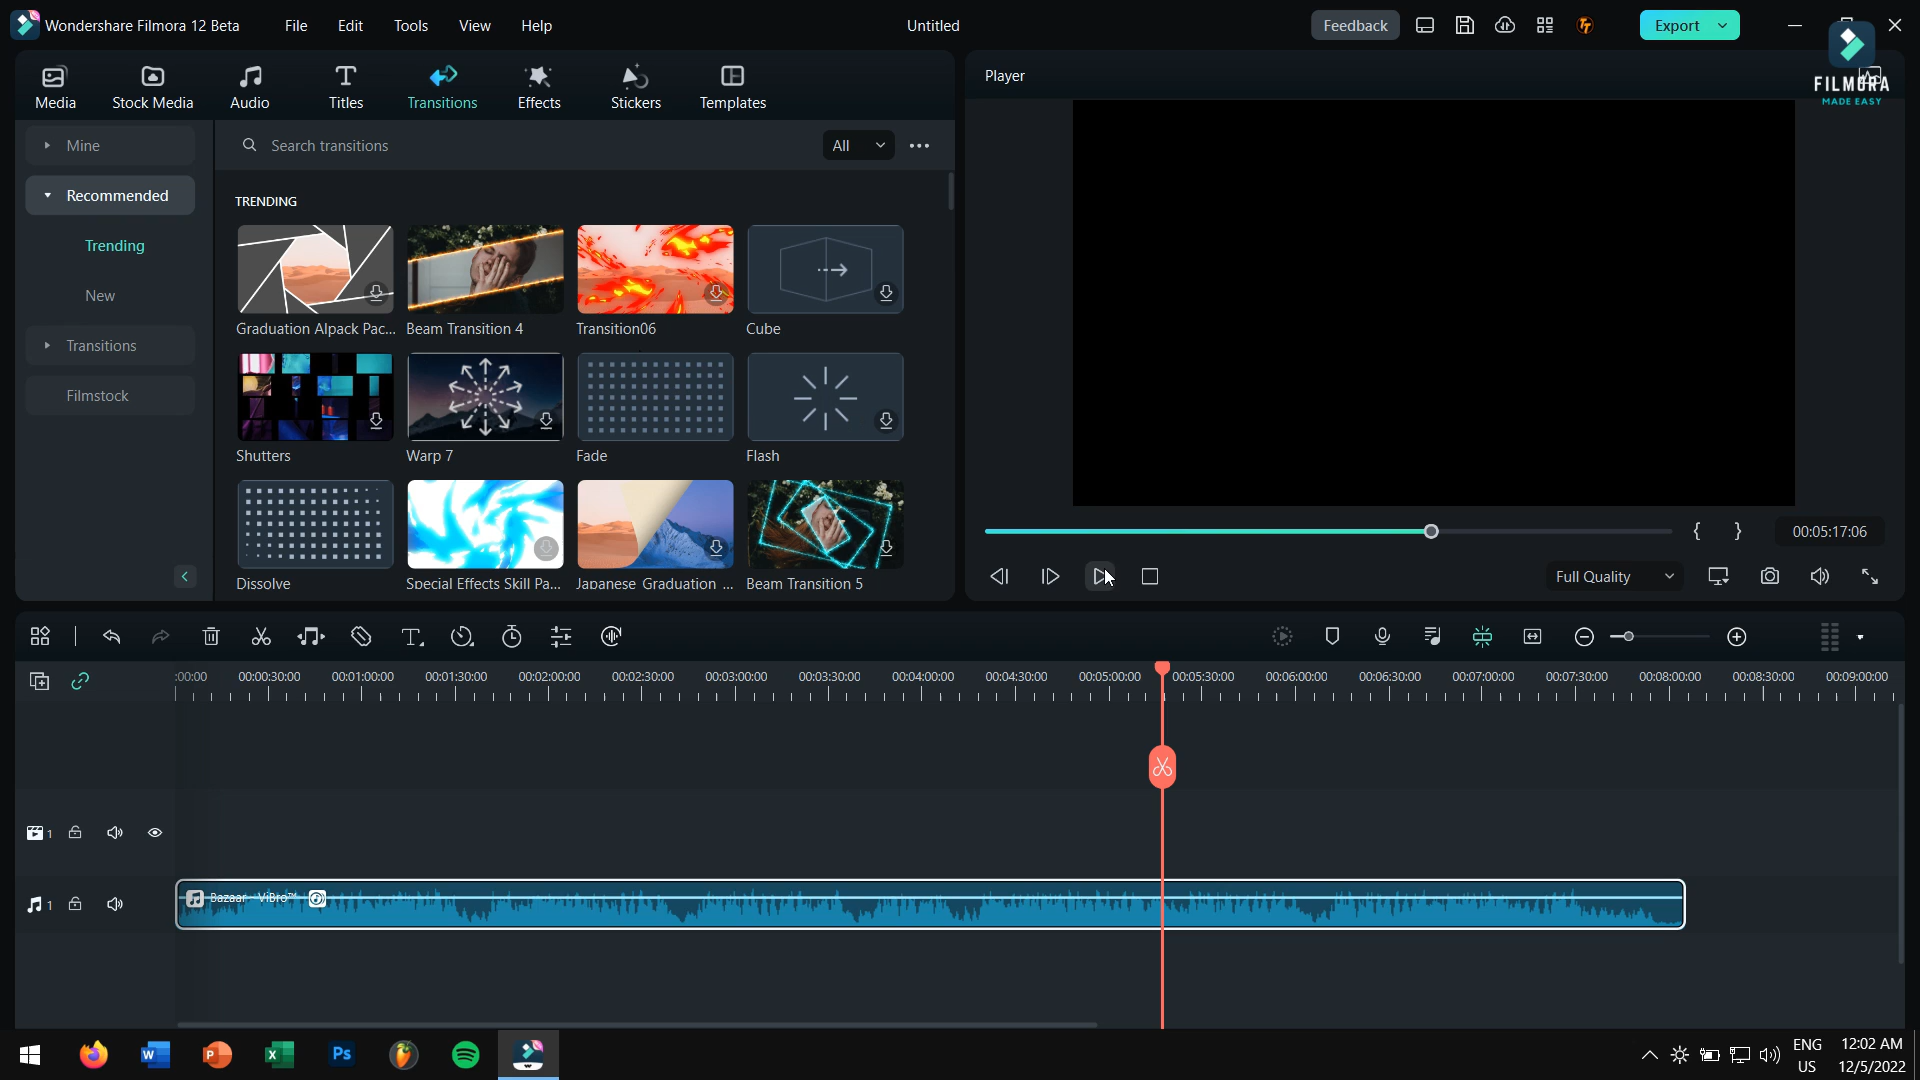 Wondershare Filmora 12 Beta
File Edit Tools View Help
Untitled
Feedback
Export
FILMORA
MADE EASY
Media Stock Media Audio Titles Transitions Effects Stickers Templates
Player
Mine
Search transitions
All
Recommended
TRENDING
Trending
New
Transitions
Filmstock
Graduation Alpack Pac... Beam Transition 4 Transition06 Cube
Shutters Warp 7 Fade Flash
Dissolve Special Effects Skill Pa... Japanese Graduation ... Beam Transition 5
{ } 00:05:17:06
Full Quality
:00:00 00:00:30:00 00:01:00:00 00:01:30:00 00:02:00:00 00:02:30:00 00:03:00:00 00:03:30:00 00:04:00:00 00:04:30:00 00:05:00:00 00:05:30:00 00:06:00:00 00:06:30:00 00:07:00:00 00:07:30:00 00:08:00:00 00:08:30:00 00:09:00:00
1
1
Bazaar - ViBro™
W P X Ps
ENG
US
12:02 AM
12/5/2022